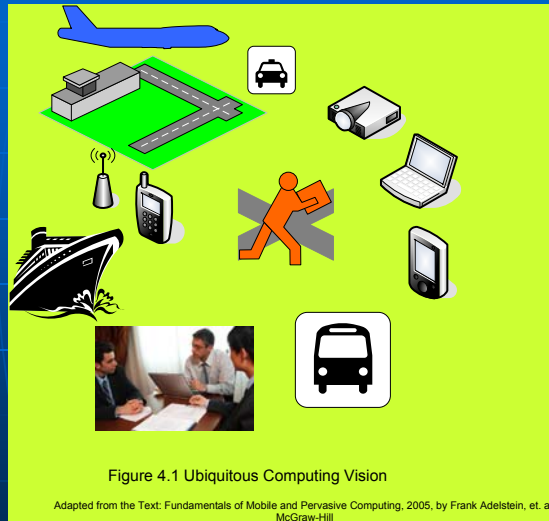 Figure 4.1 Ubiquitous Computing Vision
Adapted from the Text: Fundamentals of Mobile and Pervasive Computing, 2005, by Frank Adelstein, et. a
McGraw-Hill